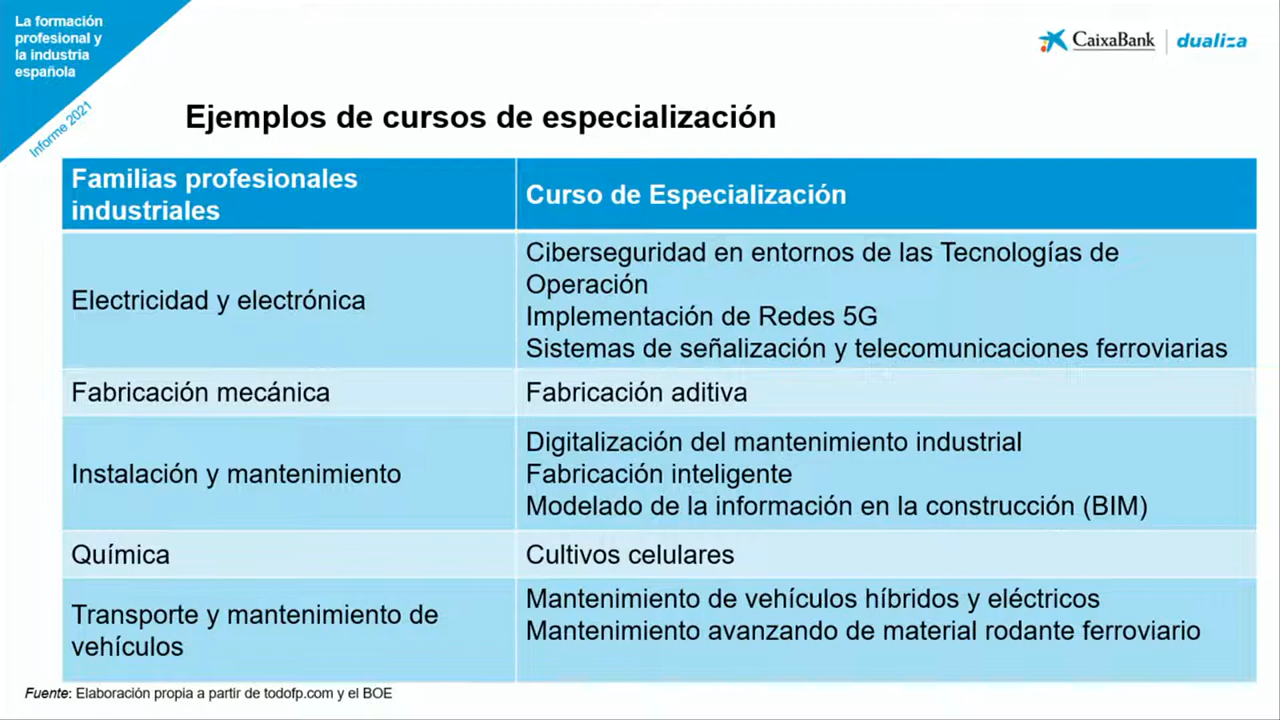 La formación
profesional y
la industria
española
Informe 2021
CaixaBank dualiza
Ejemplos de cursos de especialización
Familias profesionales
industriales
Curso de Especialización
Electricidad y electrónica
Ciberseguridad en entornos de las Tecnologías de
Operación
Implementación de Redes 5G
Sistemas de señalización y telecomunicaciones ferroviarias
Fabricación mecánica
Fabricación aditiva
Instalación y mantenimiento
Digitalización del mantenimiento industrial
Fabricación inteligente
Modelado de la información en la construcción (BIM)
Química
Cultivos celulares
Transporte y mantenimiento de
vehículos
Mantenimiento de vehículos híbridos y eléctricos
Mantenimiento avanzando de material rodante ferroviario
Fuente: Elaboración propia a partir de todofp.com y el BOE